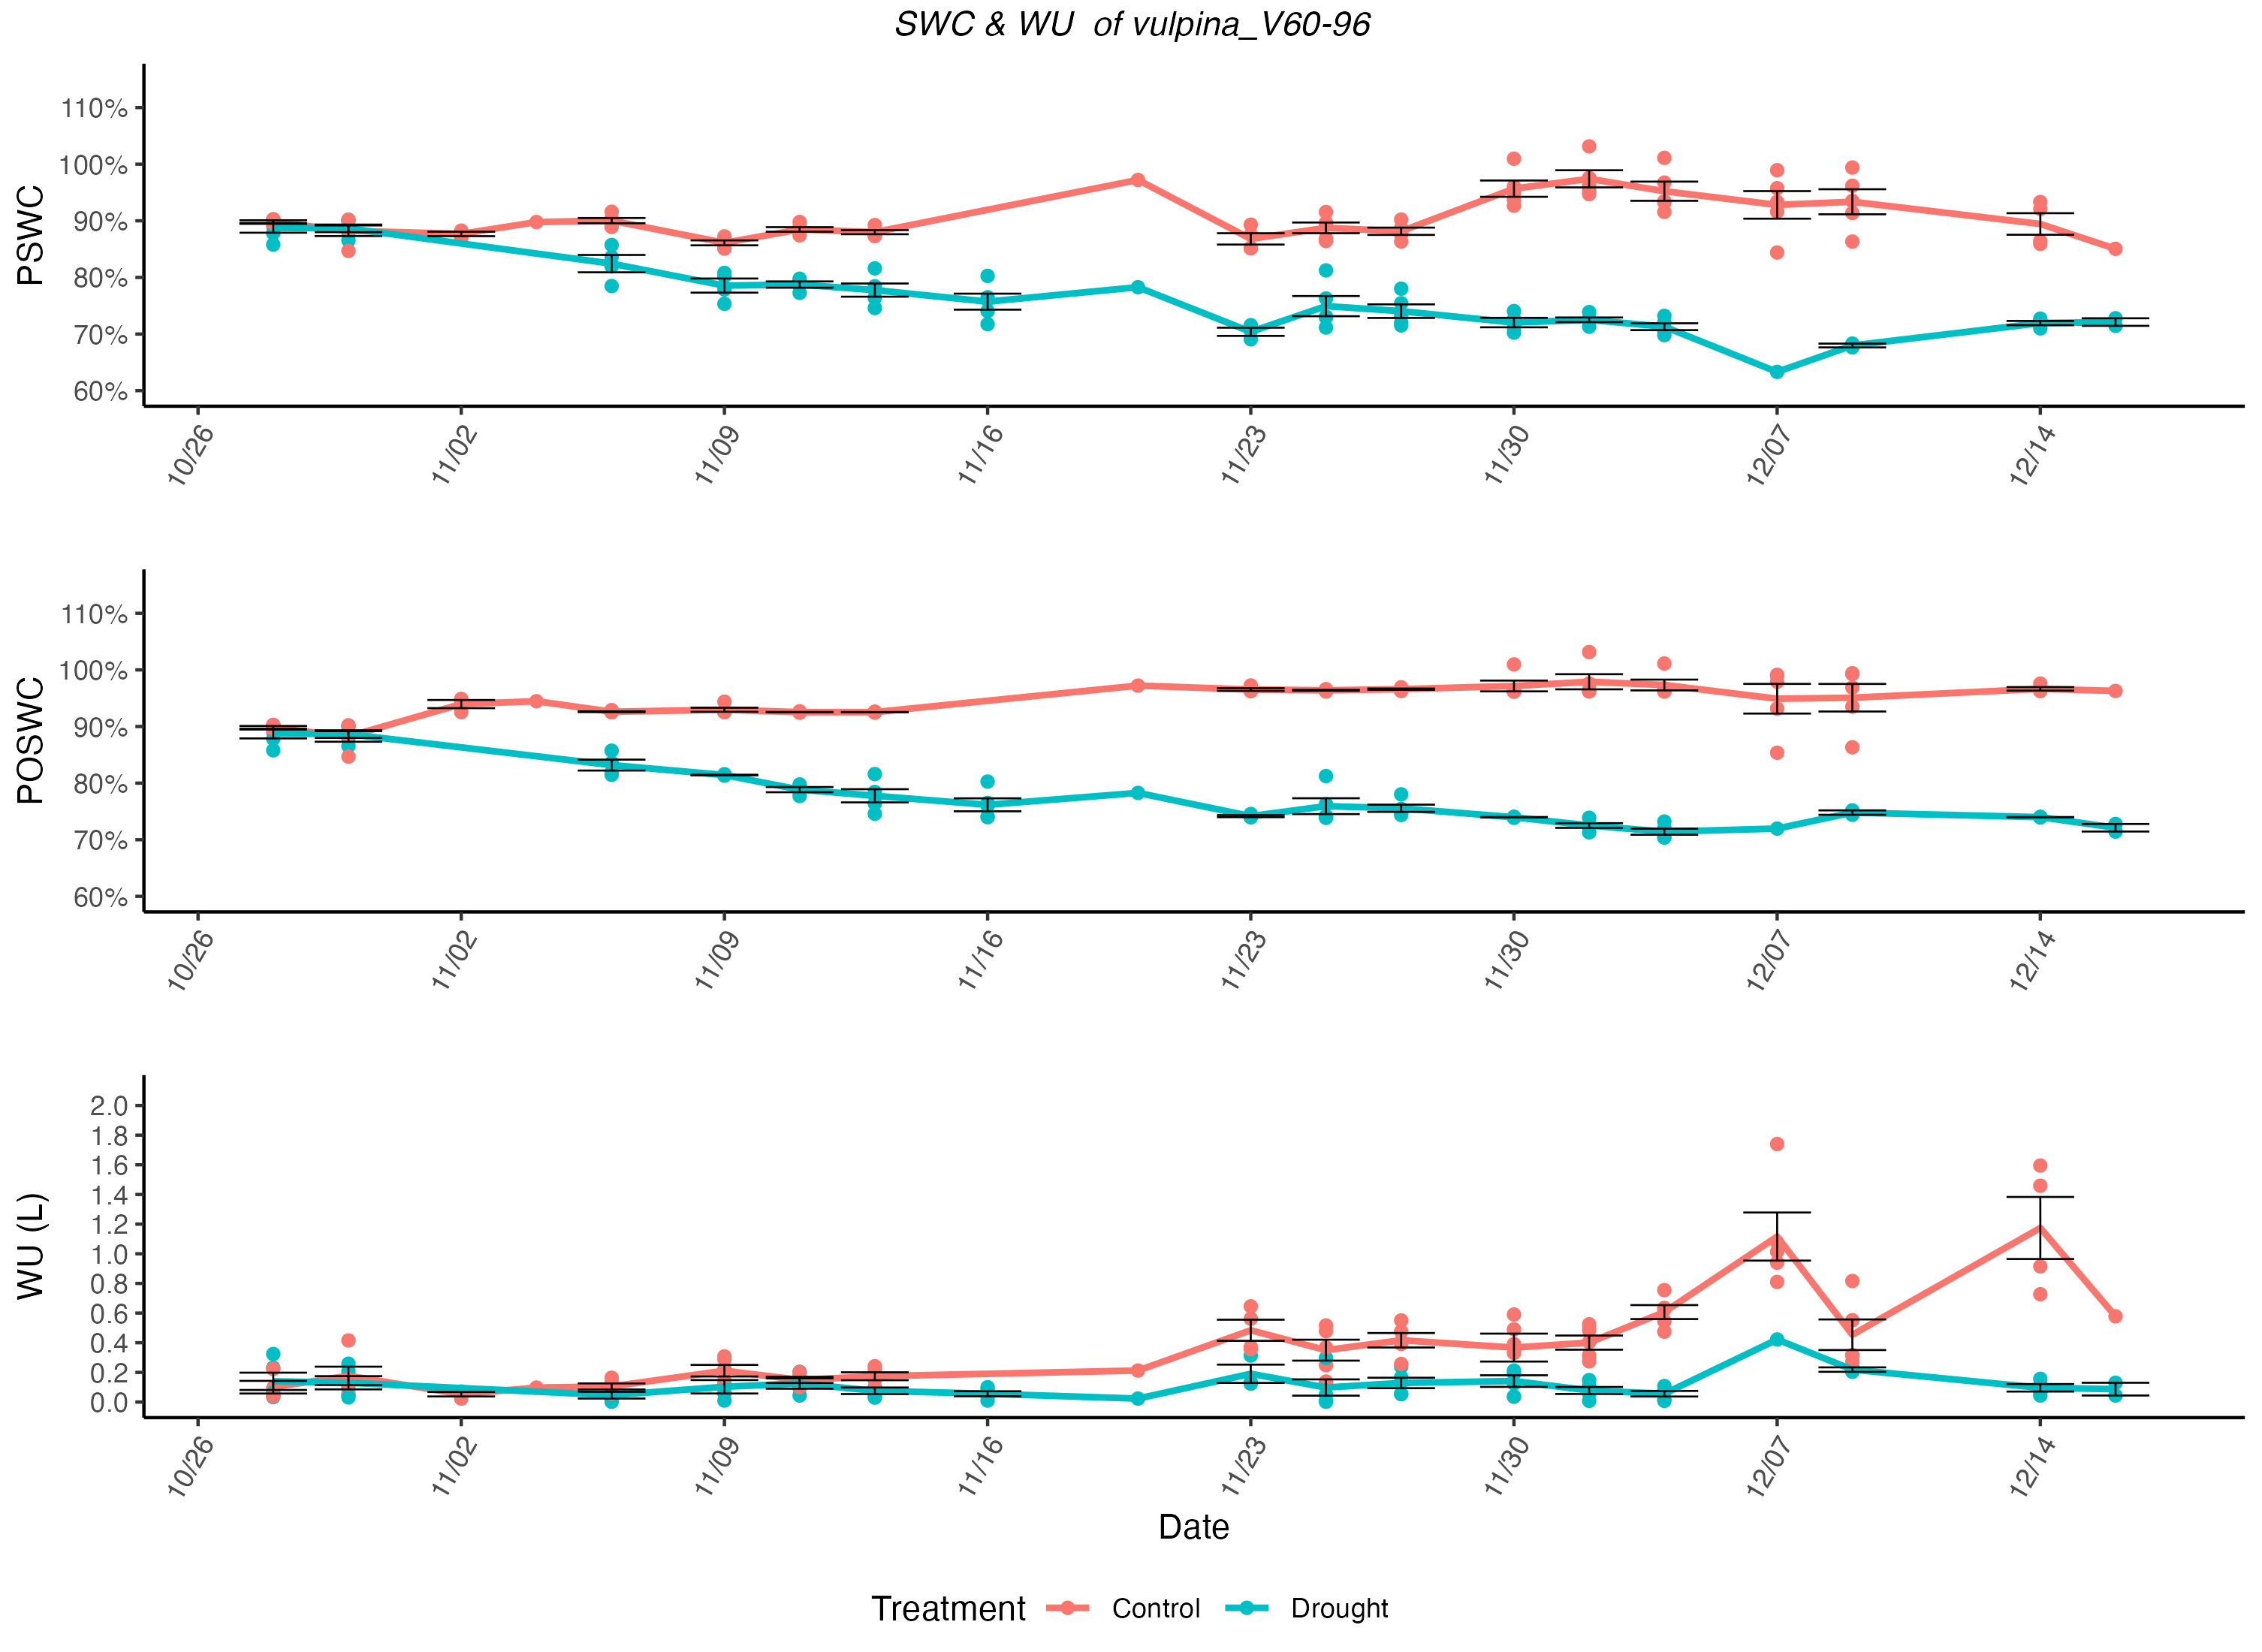 SWC & WU of vulpina_V60-96
PSWC
110%
100%
90%
80%
70%
60%
10/26 11/02 11/09 11/16 11/23 11/30 12/07 12/14
POSWC
110%
100%
90%
80%
70%
60%
10/26 11/02 11/09 11/16 11/23 11/30 12/07 12/14
WU (L)
2.0
1.8
1.6
1.4
1.2
1.0
0.8
0.6
0.4
0.2
0.0
10/26 11/02 11/09 11/16 11/23 11/30 12/07 12/14
Date
Treatment Control Drought